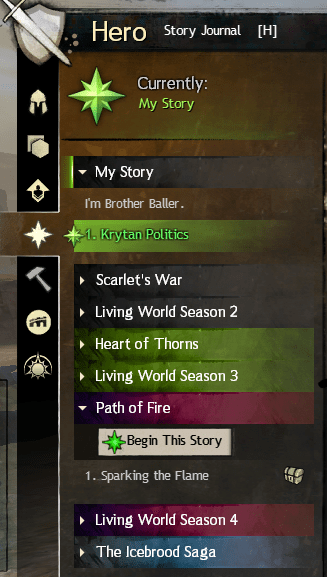 Hero Story Journal [H]
Currently:
My Story
My Story
I'm Brother Baller.
1. Krytan Politics
Scarlet's War
Living World Season 2
Heart of Thorns
Living World Season 3
Path of Fire
Begin This Story
1. Sparking the Flame
Living World Season 4
The Icebrood Saga